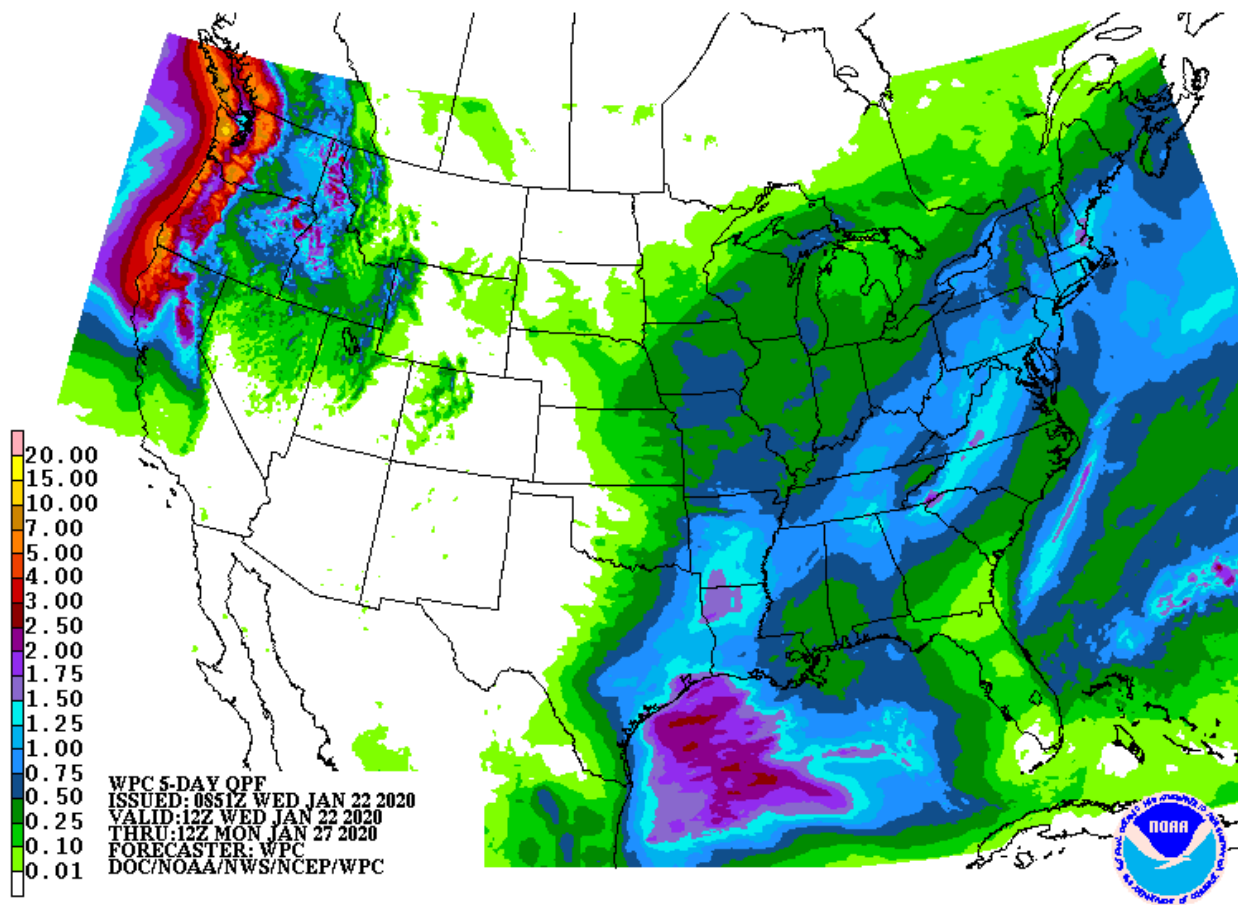 20.00
15.00
10.00
7.00
5.00
4.00
3.00
2.50
2.00
1.75
1.50
1.25
1.00
0.75
0.50
0.25
0.10
0.01
WPC 5-DAY QPF
ISSUED: 0851Z WED JAN 22 2020
VALID:12Z WED JAN 22 2020
THRU:12Z MON JAN 27 2020
FORECASTER: WPC
DOC/NOAA/NWS/NCEP/WPC
NOAA